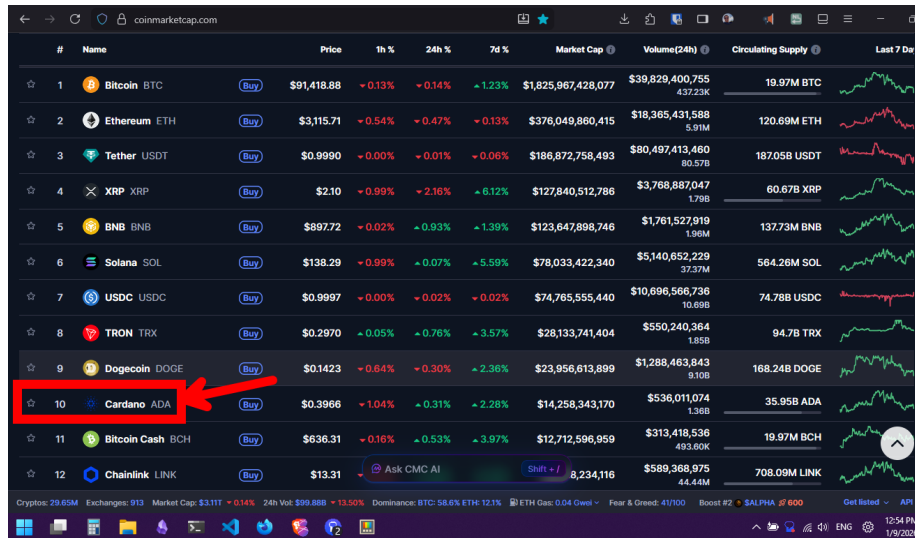 coinmarketcap.com
# Name Price 1h % 24h % 7d % Market Cap Volume(24h) Circulating Supply Last 7 Da
1 Bitcoin BTC Buy $91,418.88 0.13% 0.14% 1.23% $1,825,967,428,077 $39,829,400,755 19.97M BTC
437.23K
2 Ethereum ETH Buy $3,115.71 0.54% 0.47% 0.13% $376,049,860,415 $18,365,431,588 120.69M ETH
5.91M
3 Tether USDT Buy $0.9990 0.00% 0.01% 0.06% $186,872,758,493 $80,497,413,460 187.05B USDT
80.57B
4 XRP XRP Buy $2.10 0.99% 2.16% 6.12% $127,840,512,786 $3,768,887,047 60.67B XRP
1.79B
5 BNB BNB Buy $897.72 0.02% 0.93% 1.39% $123,647,898,746 $1,761,527,919 137.73M BNB
1.96M
6 Solana SOL Buy $138.29 0.99% 0.07% 5.59% $78,033,422,340 $5,140,652,229 564.26M SOL
37.37M
7 USDC USDC Buy $0.9997 0.00% 0.02% 0.02% $74,765,555,440 $10,696,566,736 74.78B USDC
10.69B
8 TRON TRX Buy $0.2970 0.05% 0.76% 3.57% $28,133,741,404 $550,240,364 94.7B TRX
1.85B
9 Dogecoin DOGE Buy $0.1423 0.64% 0.30% 2.36% $23,956,613,899 $1,288,463,843 168.24B DOGE
9.10B
10 Cardano ADA Buy $0.3966 1.04% 0.31% 2.28% $14,258,343,170 $536,011,074 35.95B ADA
1.36B
11 Bitcoin Cash BCH Buy $636.31 0.16% 0.53% 3.97% $12,712,596,959 $313,418,536 19.97M BCH
493.60K
Ask CMC AI Shift + /
12 Chainlink LINK Buy $13.31 8,234,116 $589,368,975 708.09M LINK
44.44M
Cryptos: 29.65M Exchanges: 913 Market Cap: $3.11T 0.14% 24h Vol: $99.88B 13.50% Dominance: BTC: 58.6% ETH: 12.1% ETH Gas: 0.04 Gwei Fear & Greed: 41/100 Boost #2 $ALPHA 600 Get listed API
ENG 12:54 PM
1/9/202